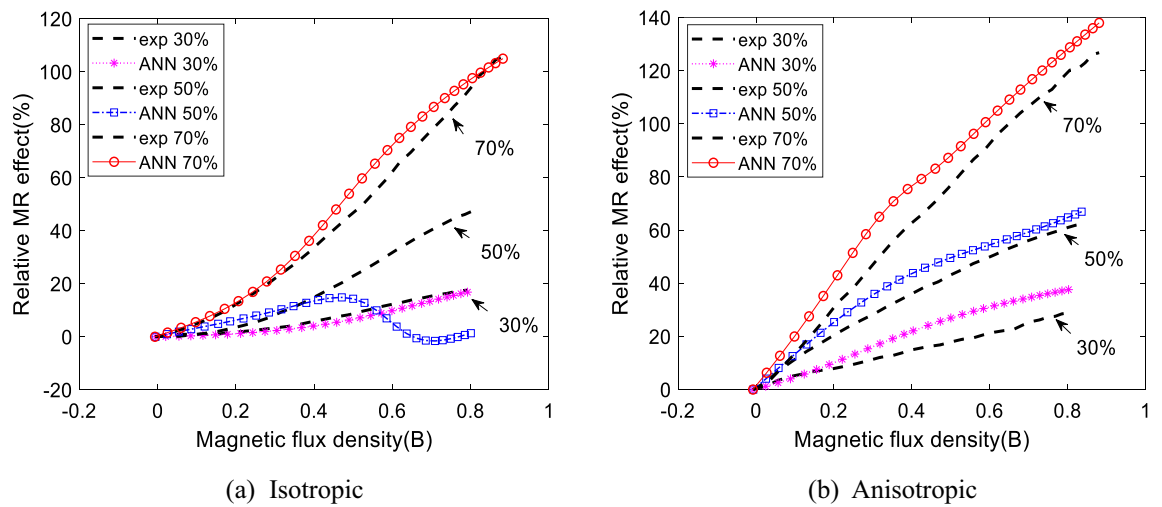 120
100
80
60
40
20
0
-20
Relative MR effect(%)
exp 30%
ANN 30%
exp 50%
ANN 50%
exp 70%
ANN 70%
70%
50%
30%
-0.2
0
0.2
0.4
0.6
0.8
1
Magnetic flux density(B)
(a) Isotropic
140
120
100
80
60
40
20
0
Relative MR effect(%)
exp 30%
ANN 30%
exp 50%
ANN 50%
exp 70%
ANN 70%
70%
50%
30%
-0.2
0
0.2
0.4
0.6
0.8
1
Magnetic flux density(B)
(b) Anisotropic